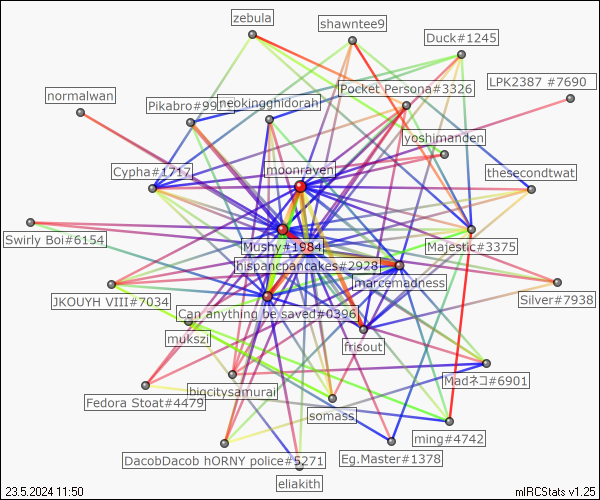 zebula
shawntee9
Duck#1245
LPK2387 #7690
Pocket Persona#3326
normalwan
Pikabro#99
neokingghidorah
yoshimanden
Cypha#1717
moonraven
thesecondtwat
Swirly Boi#6154
Mushy#1984
Majestic#3375
hispancpancakes#2928
marcemadness
JKOUYH VIII#7034
Silver#7938
Can anything be saved#0396
mukszi
frisout
Madネコ#6901
bigcitysamurai
Fedora Stoat#4479
somass
ming#4742
DacobDacob hORNY police#5271
Eg.Master#1378
eliakith
23.5.2024 11:50
mIRCStats v1.25